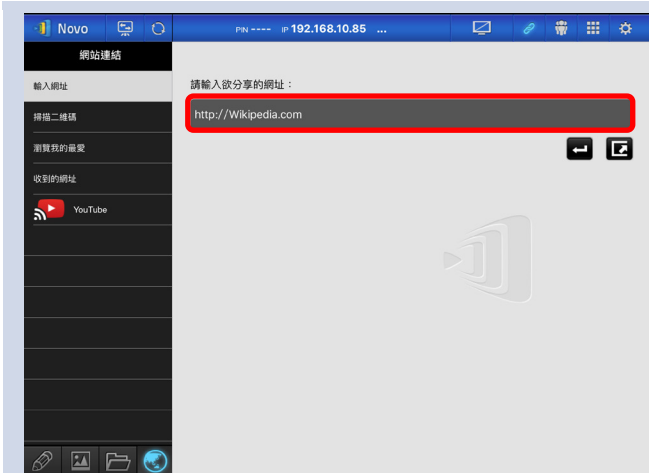 Novo
PIN ---- IP 192.168.10.85 ...
網站連結
輸入網址
掃描二維碼
瀏覽我的最愛
收到的網址
YouTube
請輸入欲分享的網址：
http://Wikipedia.com